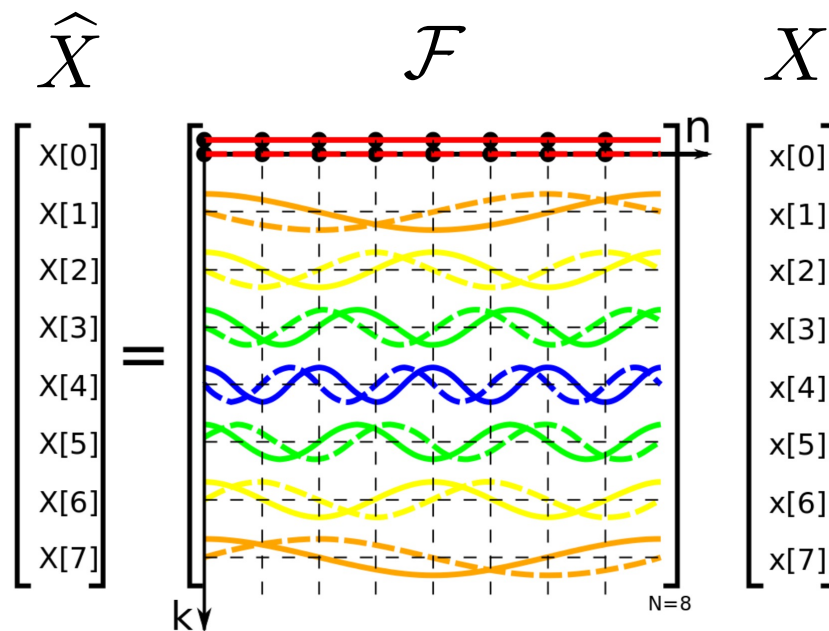 X̂ ℱ X
n
X[0] x[0]
X[1] x[1]
X[2] x[2]
X[3] x[3]
=
X[4] x[4]
X[5] x[5]
X[6] x[6]
X[7] x[7]
N=8
k